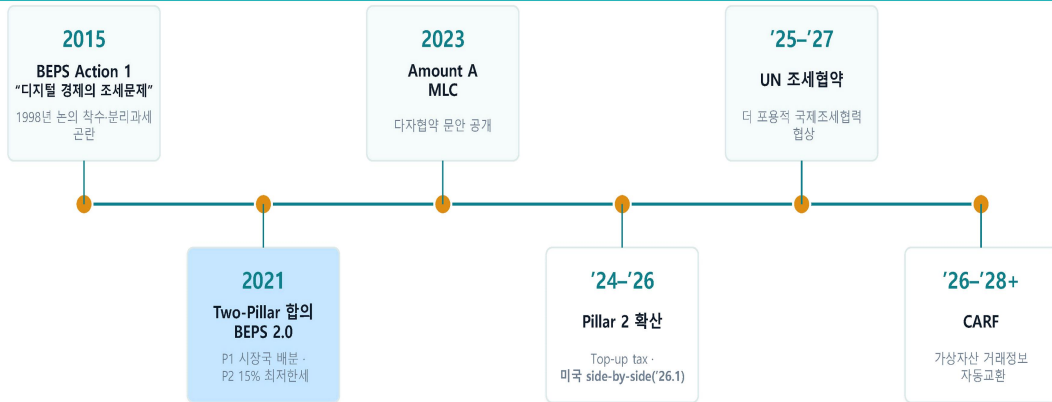 2015
BEPS Action 1
“디지털 경제의 조세문제”
1998년 논의 착수·분리과세
곤란
2021
Two-Pillar 합의
BEPS 2.0
P1 시장국 배분 ·
P2 15% 최저한세
2023
Amount A
MLC
다자협약 문안 공개
’24–’26
Pillar 2 확산
Top-up tax ·
미국 side-by-side(’26.1)
’25–’27
UN 조세협약
더 포용적 국제조세협력
협상
’26–’28+
CARF
가상자산 거래정보
자동교환